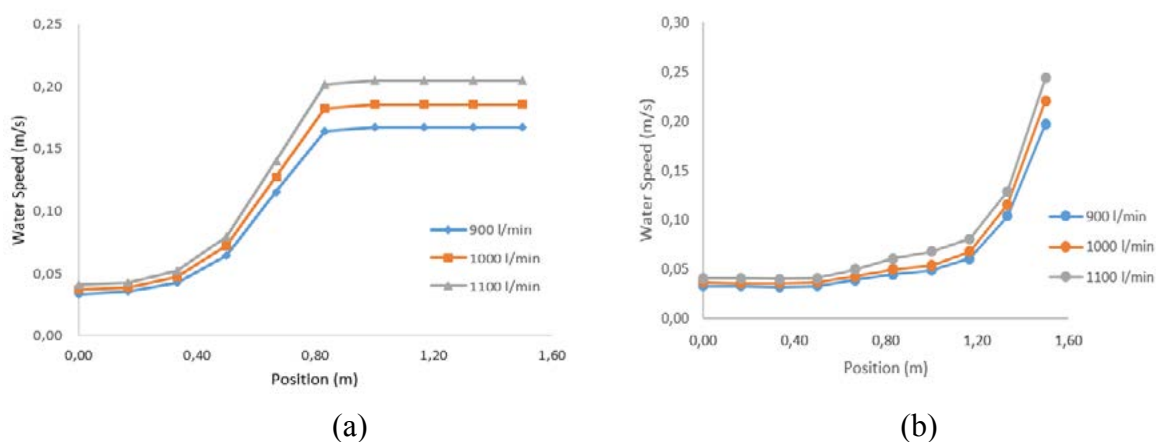 0,25
0,20
0,15
0,10
0,05
0,00
Water Speed (m/s)
900 l/min
1000 l/min
1100 l/min
0,00 0,40 0,80 1,20 1,60
Position (m)
(a)
0,30
0,25
0,20
0,15
0,10
0,05
0,00
Water Speed (m/s)
900 l/min
1000 l/min
1100 l/min
0,00 0,40 0,80 1,20 1,60
Position (m)
(b)